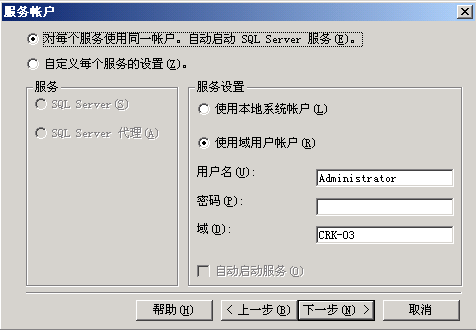 服务帐户
对每个服务使用同一帐户。自动启动 SQL Server 服务(E)。
自定义每个服务的设置(Z)。
服务
SQL Server(S)
SQL Server 代理(A)
服务设置
使用本地系统帐户(L)
使用域用户帐户(R)
用户名(U):
Administrator
密码(P):
域(D):
CRK-03
自动启动服务(O)
帮助(H)
< 上一步(B)
下一步(N) >
取消